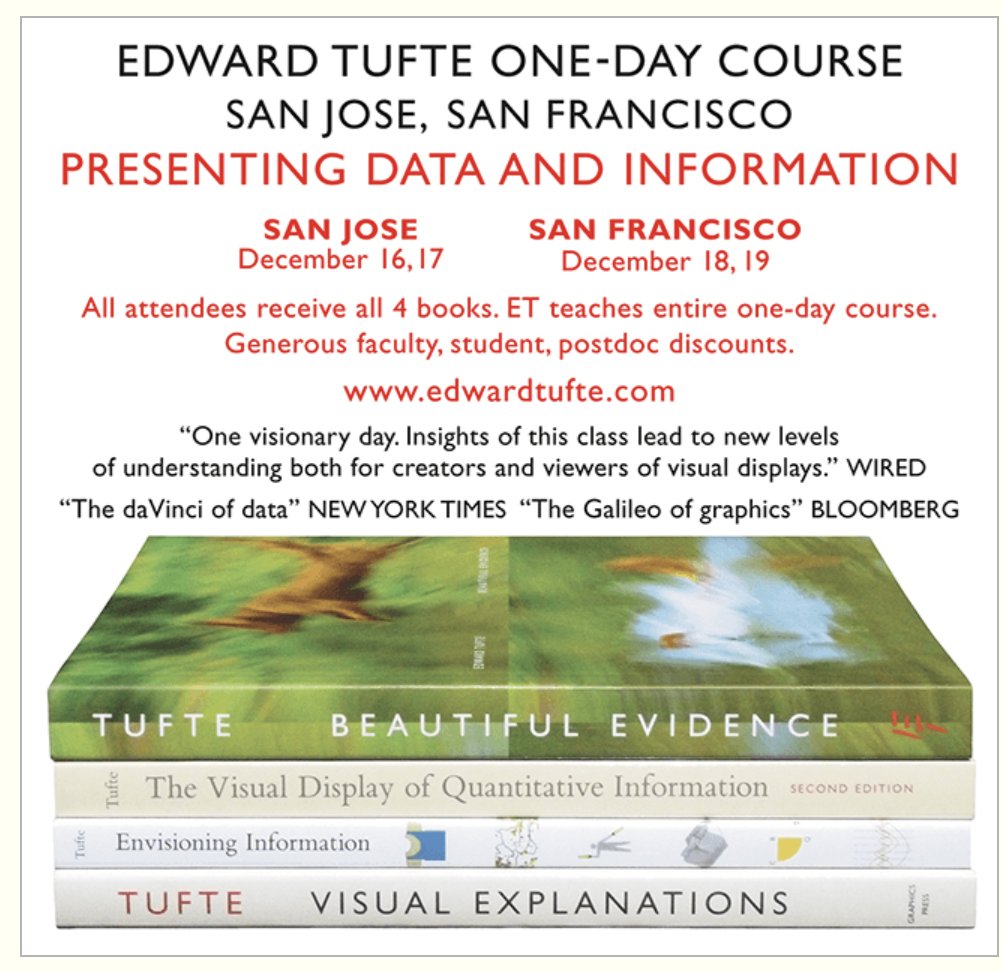 EDWARD TUFTE ONE-DAY COURSE
SAN JOSE, SAN FRANCISCO
PRESENTING DATA AND INFORMATION
SAN JOSE
December 16, 17
SAN FRANCISCO
December 18, 19
All attendees receive all 4 books. ET teaches entire one-day course.
Generous faculty, student, postdoc discounts.
www.edwardtufte.com
“One visionary day. Insights of this class lead to new levels
of understanding both for creators and viewers of visual displays.” WIRED
“The daVinci of data” NEW YORK TIMES “The Galileo of graphics” BLOOMBERG
BEAUTIFUL EVIDENCE
EDWARD TUFTE
TUFTE BEAUTIFUL EVIDENCE
Tufte The Visual Display of Quantitative Information SECOND EDITION
Tufte Envisioning Information
TUFTE VISUAL EXPLANATIONS GRAPHICS PRESS